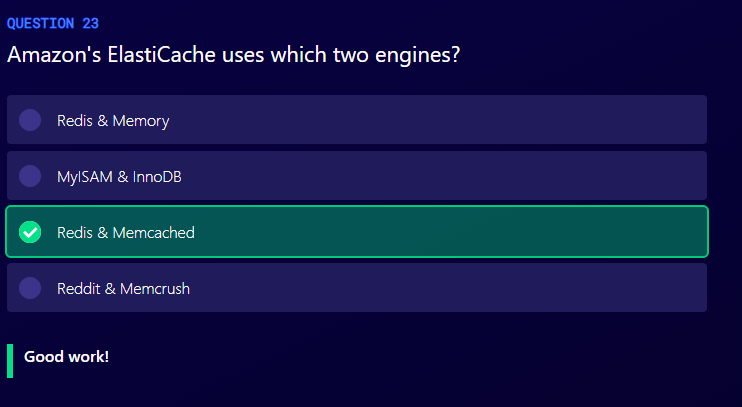 QUESTION 23
Amazon's ElastiCache uses which two engines?
Redis & Memory
MyISAM & InnoDB
Redis & Memcached
Reddit & Memcrush
Good work!